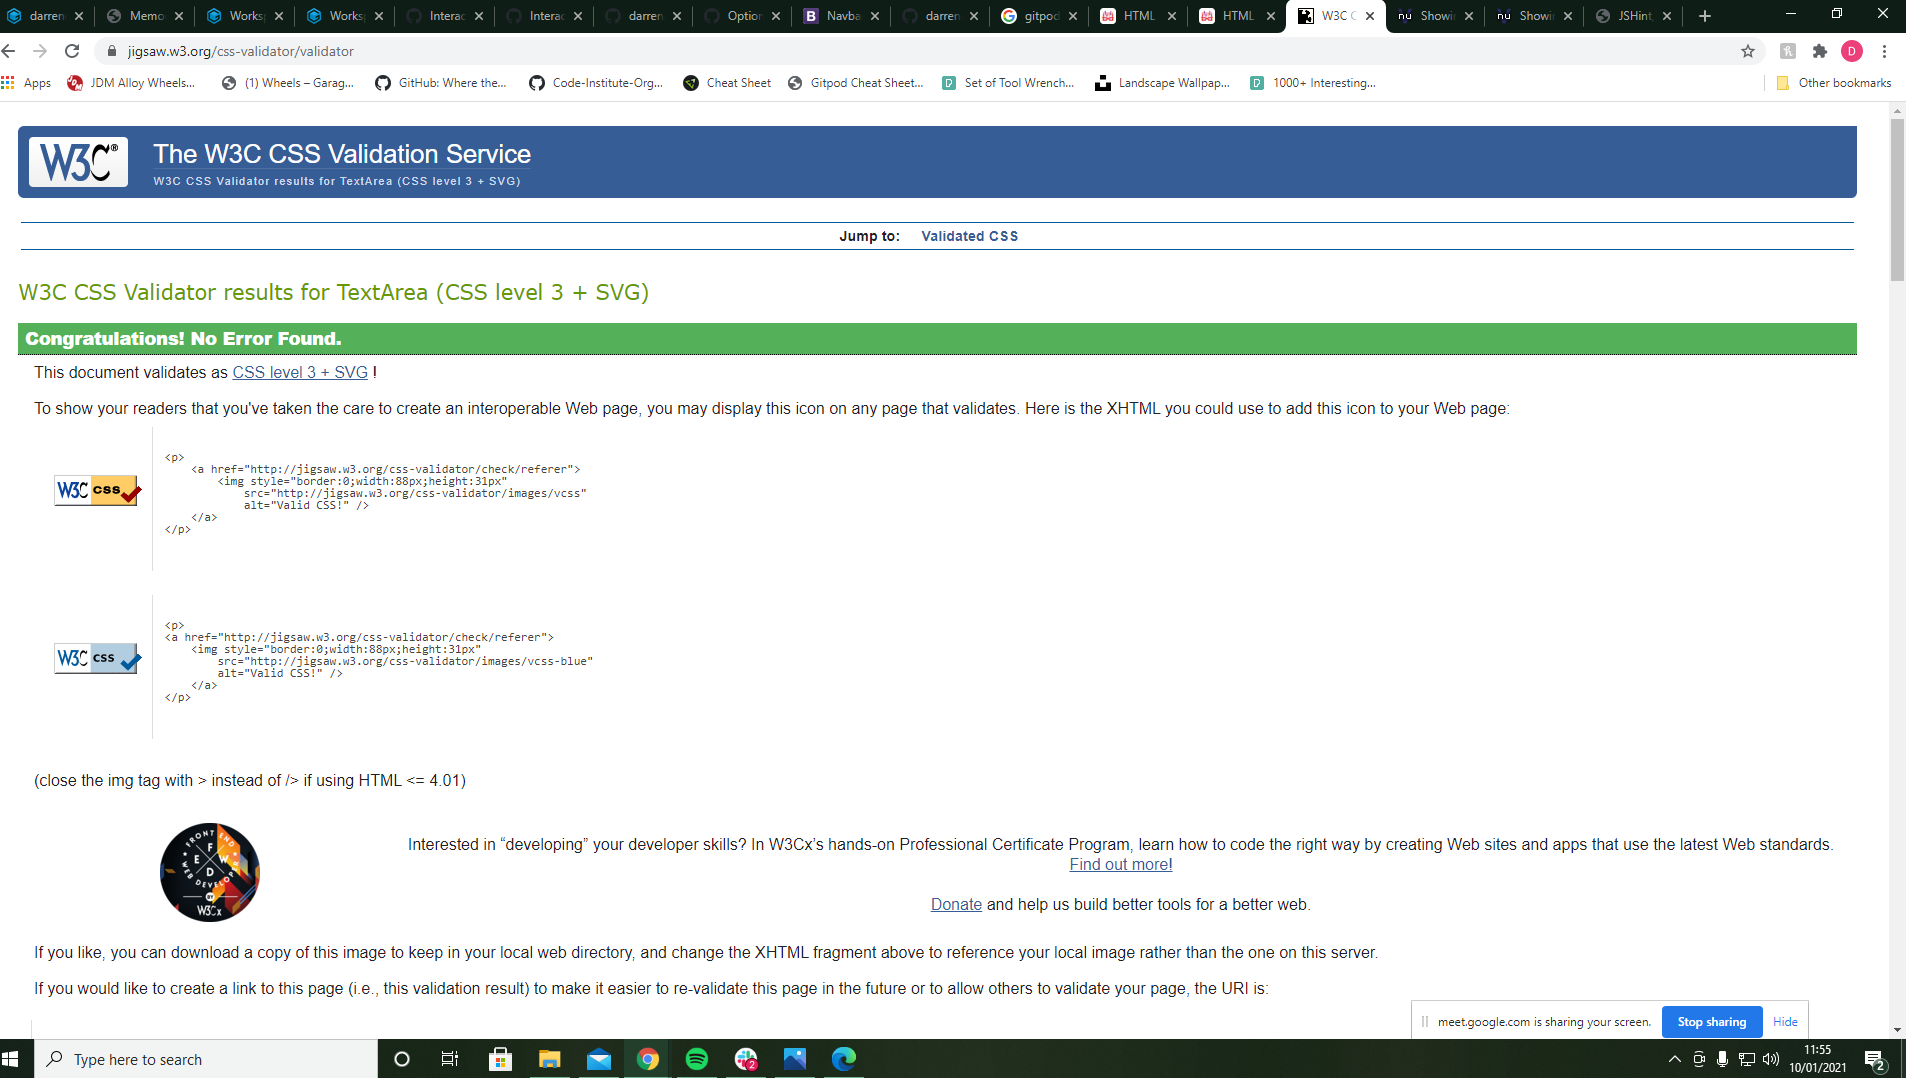 darren
Memo
Works
Works
Interac
Interac
darren
Option
Navba
darren
gitpod
HTML
HTML
W3C C
Showi
Showi
JSHint
jigsaw.w3.org/css-validator/validator
D
Apps
JDM Alloy Wheels...
(1) Wheels – Garag...
GitHub: Where the...
Code-Institute-Org...
Cheat Sheet
Gitpod Cheat Sheet...
Set of Tool Wrench...
Landscape Wallpap...
1000+ Interesting...
Other bookmarks
W3C®
The W3C CSS Validation Service
W3C CSS Validator results for TextArea (CSS level 3 + SVG)
Jump to: Validated CSS
W3C CSS Validator results for TextArea (CSS level 3 + SVG)
Congratulations! No Error Found.
This document validates as CSS level 3 + SVG !
To show your readers that you've taken the care to create an interoperable Web page, you may display this icon on any page that validates. Here is the XHTML you could use to add this icon to your Web page:
W3C css
<p>
<a href="http://jigsaw.w3.org/css-validator/check/referer">
<img style="border:0;width:88px;height:31px"
src="http://jigsaw.w3.org/css-validator/images/vcss"
alt="Valid CSS!" />
</a>
</p>
W3C css
<p>
<a href="http://jigsaw.w3.org/css-validator/check/referer">
<img style="border:0;width:88px;height:31px"
src="http://jigsaw.w3.org/css-validator/images/vcss-blue"
alt="Valid CSS!" />
</a>
</p>
(close the img tag with > instead of /> if using HTML <= 4.01)
FRONT END
F
E W
D
WEB DEVELOPER
W3Cx
Interested in “developing” your developer skills? In W3Cx’s hands-on Professional Certificate Program, learn how to code the right way by creating Web sites and apps that use the latest Web standards.
Find out more!
Donate and help us build better tools for a better web.
If you like, you can download a copy of this image to keep in your local web directory, and change the XHTML fragment above to reference your local image rather than the one on this server.
If you would like to create a link to this page (i.e., this validation result) to make it easier to re-validate this page in the future or to allow others to validate your page, the URI is:
meet.google.com is sharing your screen.
Stop sharing
Hide
Type here to search
2
11:55
10/01/2021
2